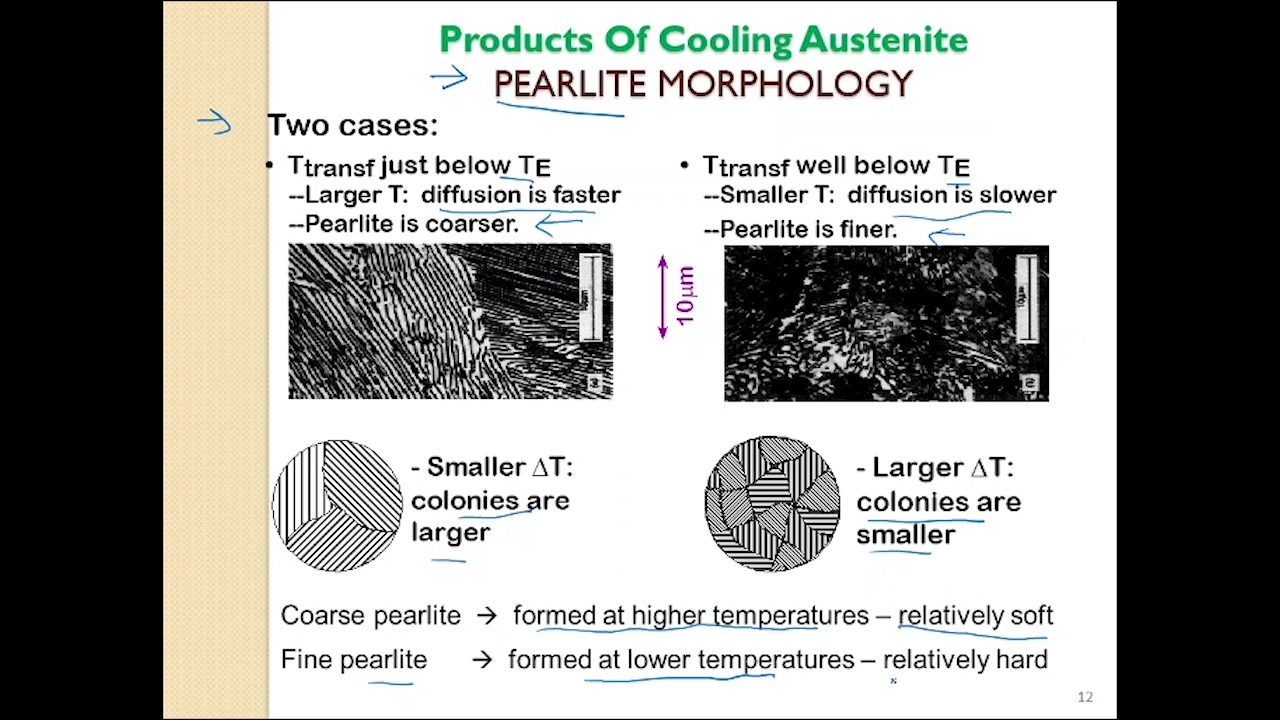 Products Of Cooling Austenite
PEARLITE MORPHOLOGY
Two cases:
• Ttransf just below TE
--Larger T: diffusion is faster
--Pearlite is coarser.
• Ttransf well below TE
--Smaller T: diffusion is slower
--Pearlite is finer.
10μm
- Smaller ΔT:
colonies are
larger
- Larger ΔT:
colonies are
smaller
Coarse pearlite → formed at higher temperatures – relatively soft
Fine pearlite → formed at lower temperatures – relatively hard
12